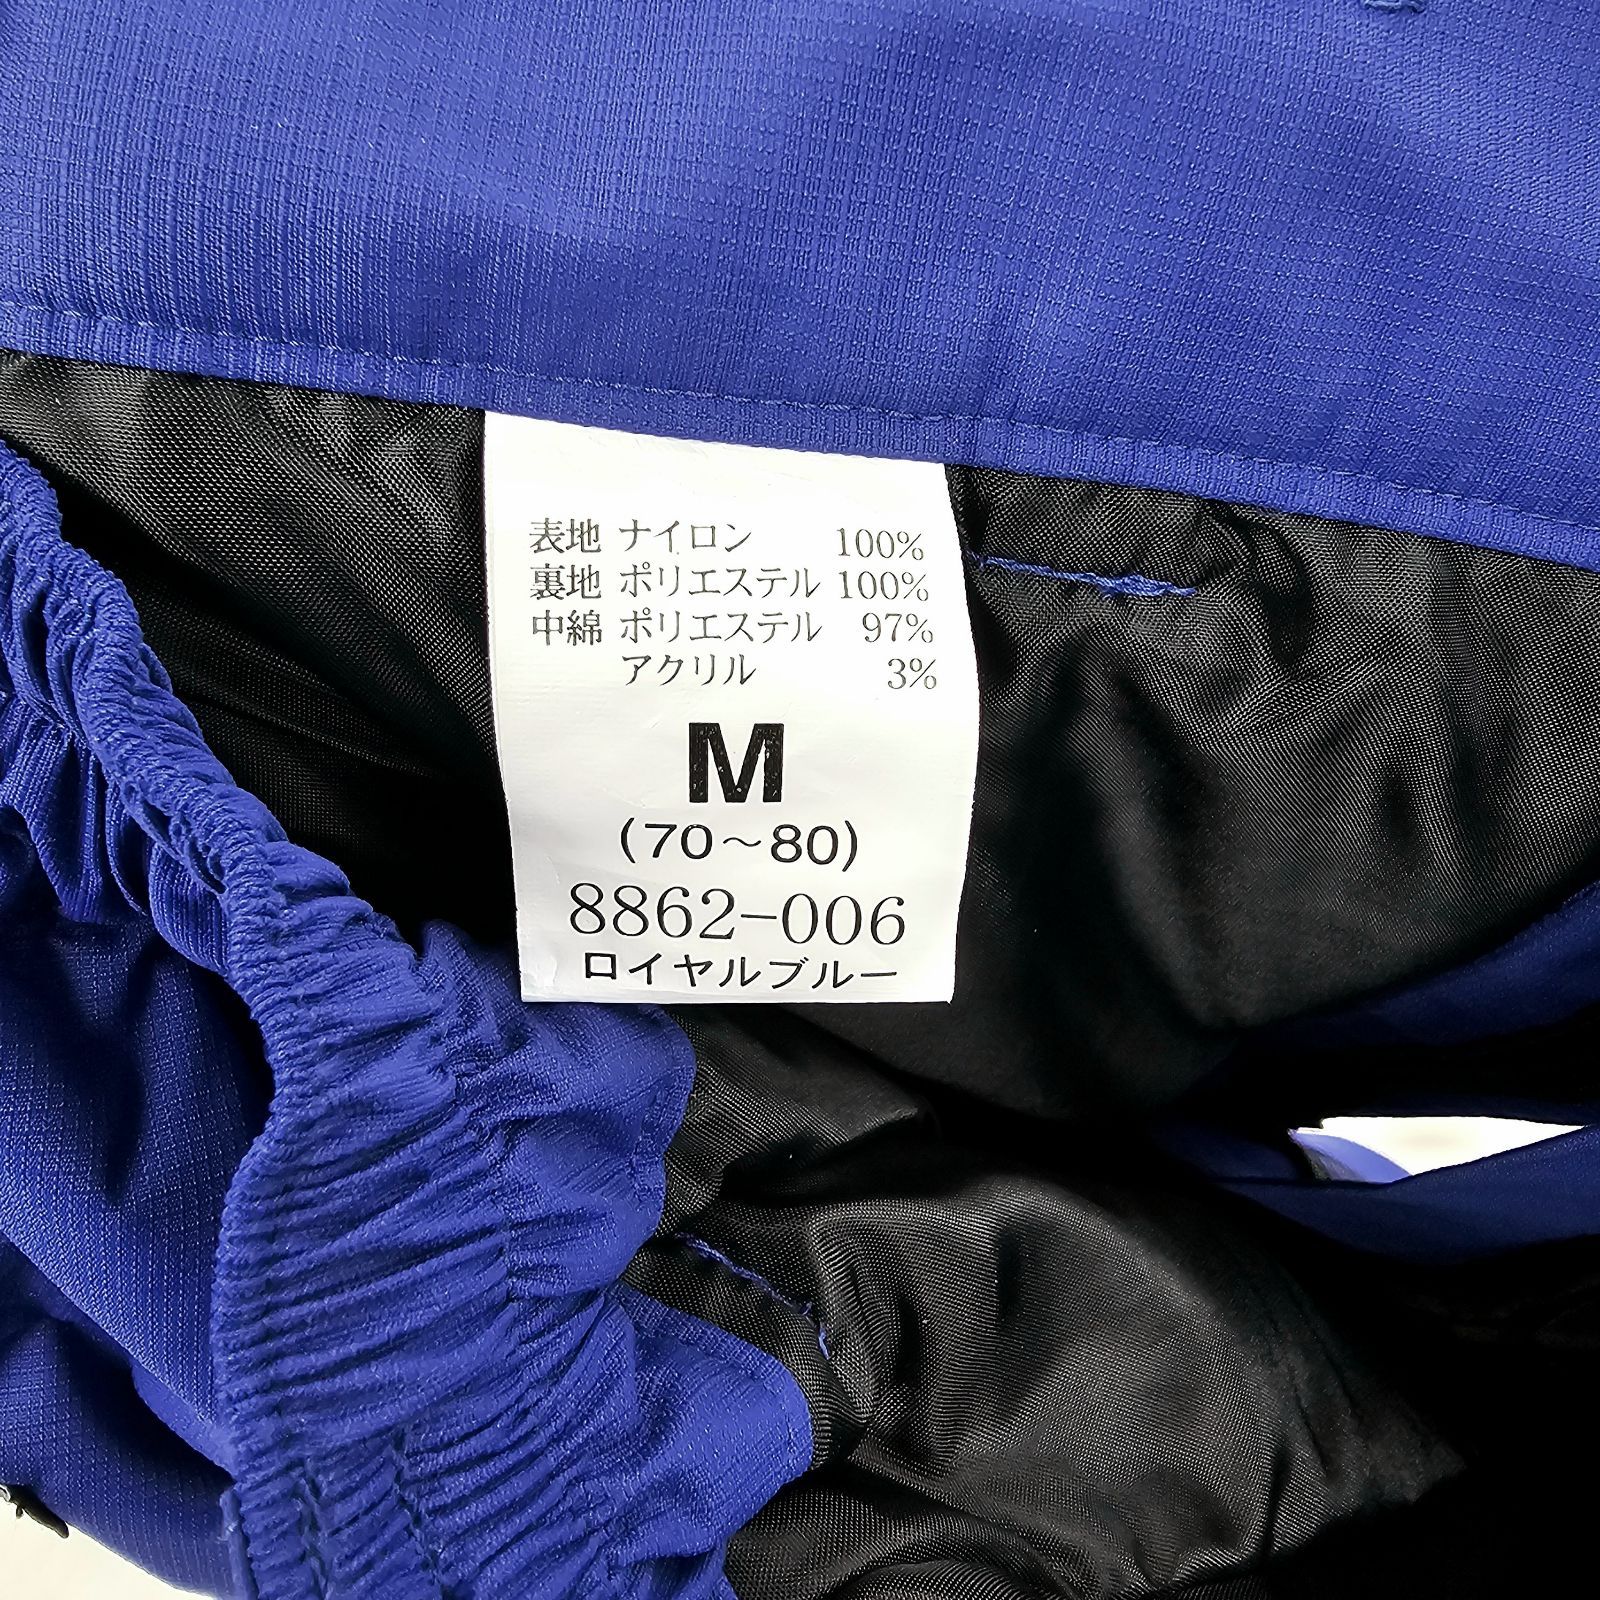 表地 ナイロン 100%
裏地 ポリエステル 100%
中綿 ポリエステル 97%
アクリル 3%
M
(70~80)
8862-006
ロイヤルブルー